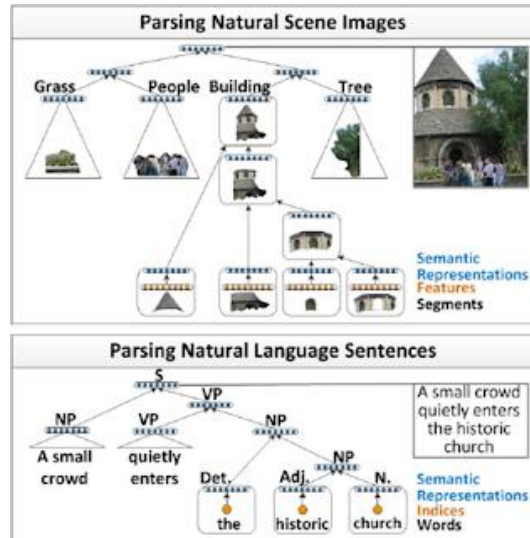 Parsing Natural Scene Images
Grass
People
Building
Tree
Semantic
Representations
Features
Segments
Parsing Natural Language Sentences
S
NP
VP
VP
NP
NP
A small
crowd
quietly
enters
Det.
Adj.
N.
the
historic
church
A small crowd
quietly enters
the historic
church
Semantic
Representations
Indices
Words